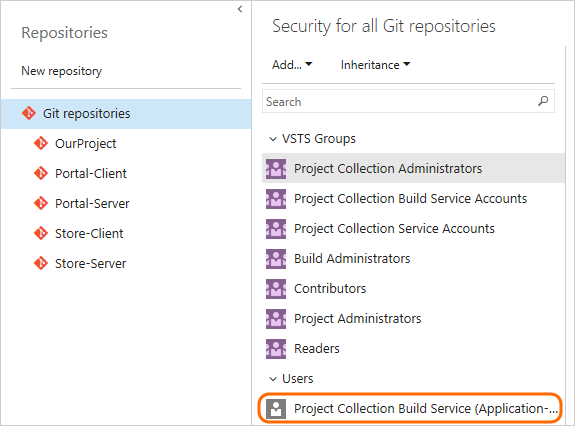 Repositories
New repository
Git repositories
OurProject
Portal-Client
Portal-Server
Store-Client
Store-Server
Security for all Git repositories
Add... Inheritance
Search
VSTS Groups
Project Collection Administrators
Project Collection Build Service Accounts
Project Collection Service Accounts
Build Administrators
Contributors
Project Administrators
Readers
Users
Project Collection Build Service (Application-...